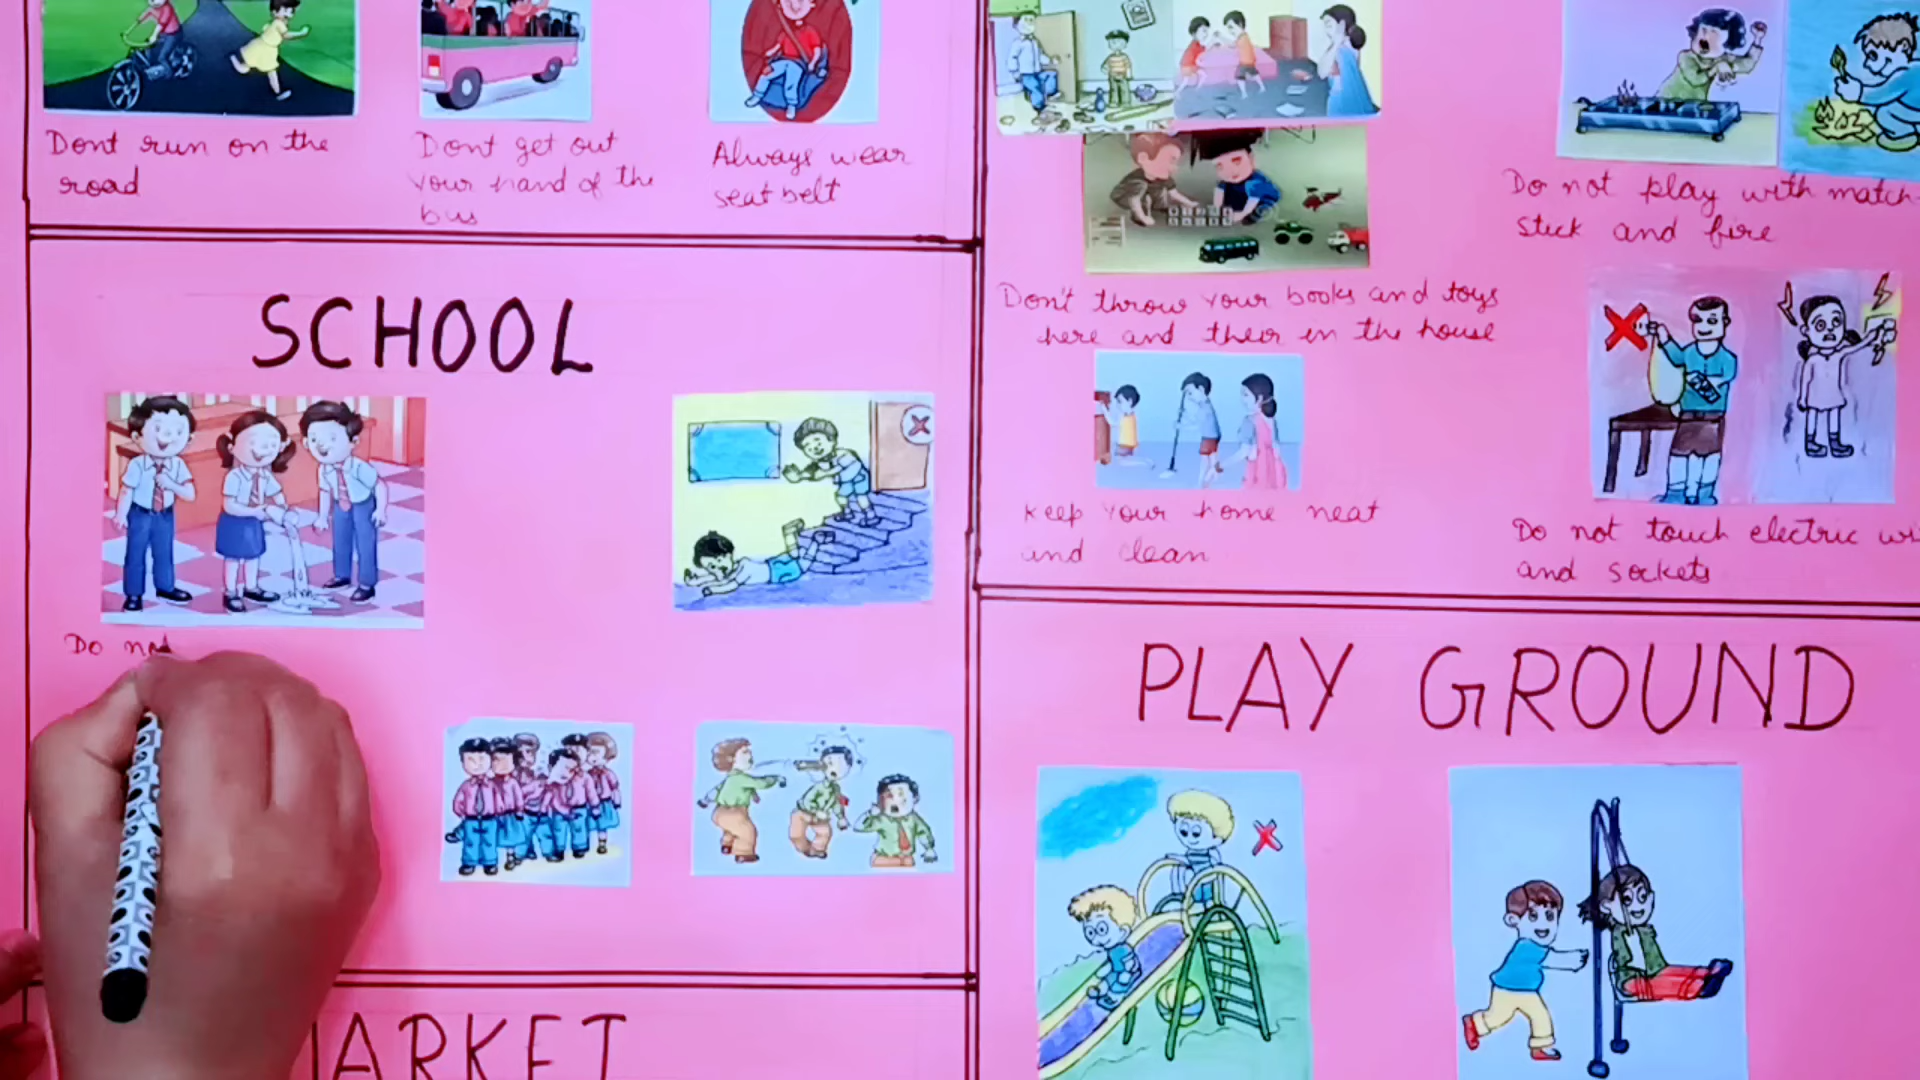 Dont run on the
road
Dont get out
your hand of the
bus
Always wear
seat belt
Don't throw your books and toys
here and their in the house
keep your home neat
and clean
Do not play with match-
stick and fire
Do not touch electric
and sockets
SCHOOL
Do not
PLAY GROUND
ARKET